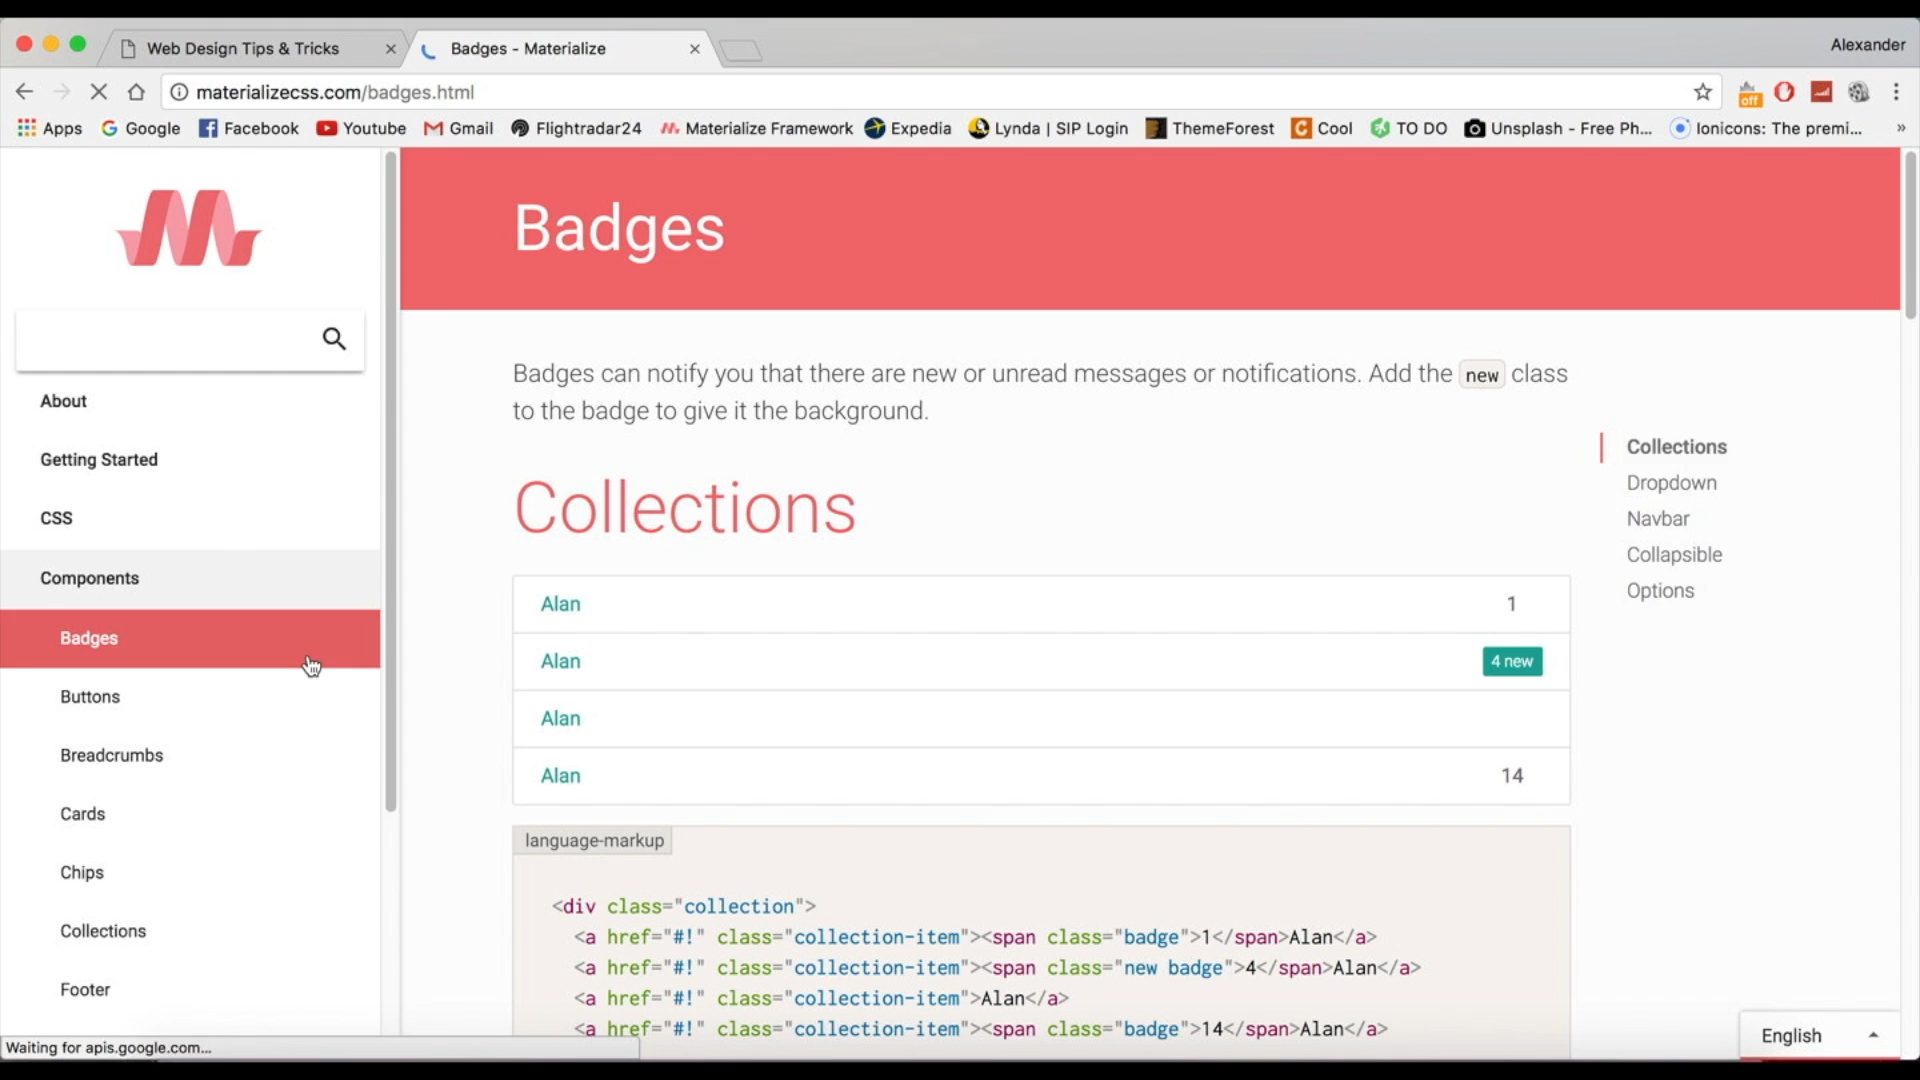 Web Design Tips & Tricks
Badges - Materialize
Alexander
materializecss.com/badges.html
off
Apps Google Facebook Youtube Gmail Flightradar24 Materialize Framework Expedia Lynda | SIP Login ThemeForest Cool TO DO Unsplash - Free Ph... Ionicons: The premi... »
Badges
Badges can notify you that there are new or unread messages or notifications. Add the new class
to the badge to give it the background.
About
Getting Started
CSS
Components
Badges
Buttons
Breadcrumbs
Cards
Chips
Collections
Footer
Collections
Alan 1
Alan 4 new
Alan
Alan 14
language-markup
<div class="collection">
<a href="#!" class="collection-item"><span class="badge">1</span>Alan</a>
<a href="#!" class="collection-item"><span class="new badge">4</span>Alan</a>
<a href="#!" class="collection-item">Alan</a>
<a href="#!" class="collection-item"><span class="badge">14</span>Alan</a>
Collections
Dropdown
Navbar
Collapsible
Options
English
Waiting for apis.google.com...